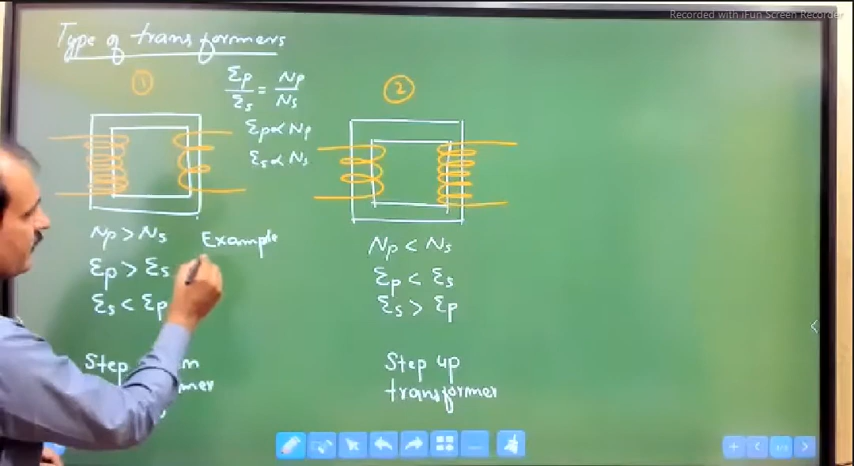 Recorded with iFun Screen Recorder
Type of transformers
①
Ɛp/Ɛs = Np/Ns
②
Ɛp ∝ Np
Ɛs ∝ Ns
Np > Ns
Example
Ɛp > Ɛs
Ɛs < Ɛp
Np < Ns
Ɛp < Ɛs
Ɛs > Ɛp
Step
Step up
transformer